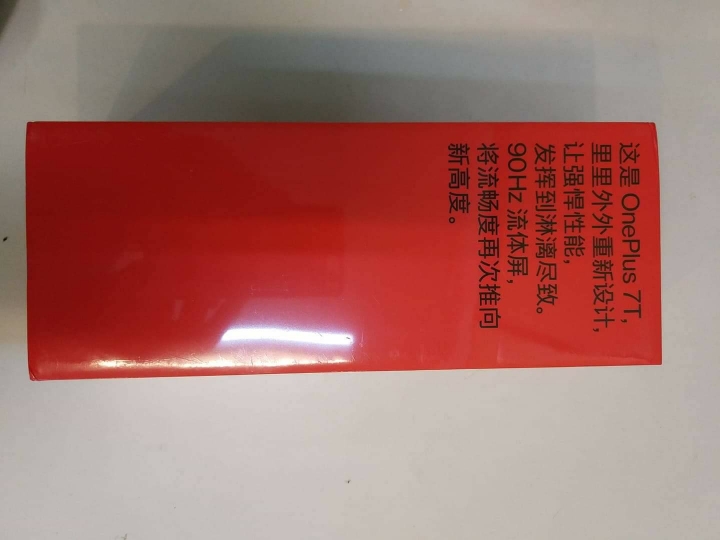 这是 OnePlus 7T,
里里外外重新设计,
让强悍性能,
发挥到淋漓尽致。
90Hz 流体屏,
将流畅度再次推向
新高度。